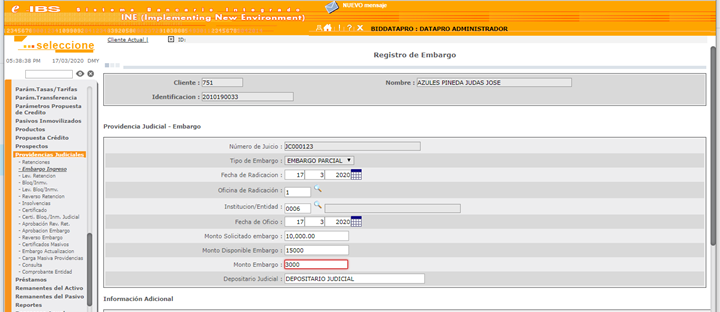 e IBS Sistema Bancario Integrado
INE (Implementing New Environment)
NUEVO mensaje
BIDDATAPRO : DATAPRO ADMINISTRADOR
... seleccione
05:38:38 PM 17/03/2020 DMY
Parám.Tasas/Tarifas
Parám.Transferencia
Parámetros Propuesta
de Credito
Pasivos Inmovilizados
Productos
Propuesta Crédito
Prospectos
Providencias Judiciales
- Retenciones
- Embargo Ingreso
- Lev. Retencion
- Bloq/Inmv.
- Lev. Bloq/Inmv.
- Reverso Retencion
- Insolvencias
- Certificado
- Certi. Bloq./Inm. Judicial
- Aprobación Rev. Ret.
- Aprobacion Embargo
- Reverso Embargo
- Certificados Masivos
- Embargo Actualizacion
- Carga Masiva Providencias
- Consulta
- Comprobante Entidad
Préstamos
Remanentes del Activo
Remanentes del Pasivo
Reportes
Cliente Actual | ID:
Registro de Embargo
Cliente : 751 Nombre : AZULES PINEDA JUDAS JOSE
Identificacion : 2010190033
Providencia Judicial - Embargo
Número de Juicio : JC000123
Tipo de Embargo : EMBARGO PARCIAL
Fecha de Radicacion : 17 3 2020
Oficina de Radicación : 1
Institucion/Entidad : 0006
Fecha de Oficio : 17 3 2020
Monto Solicitado embargo : 10,000.00
Monto Disponible Embargo : 15000
Monto Embargo : 3000
Depositario Judicial : DEPOSITARIO JUDICIAL
Información Adicional